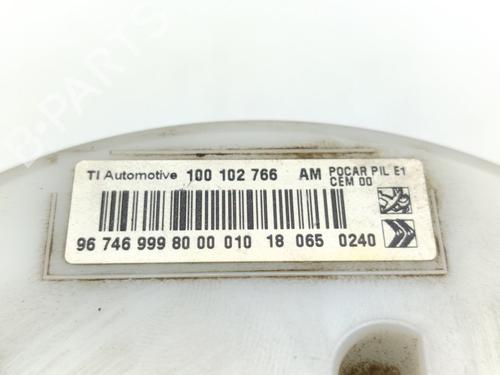 TI Automotive 100 102 766 AM POCAR PIL E1
CEM 00
96 746 999 80 00 010 18 065 0240
B-PARTS